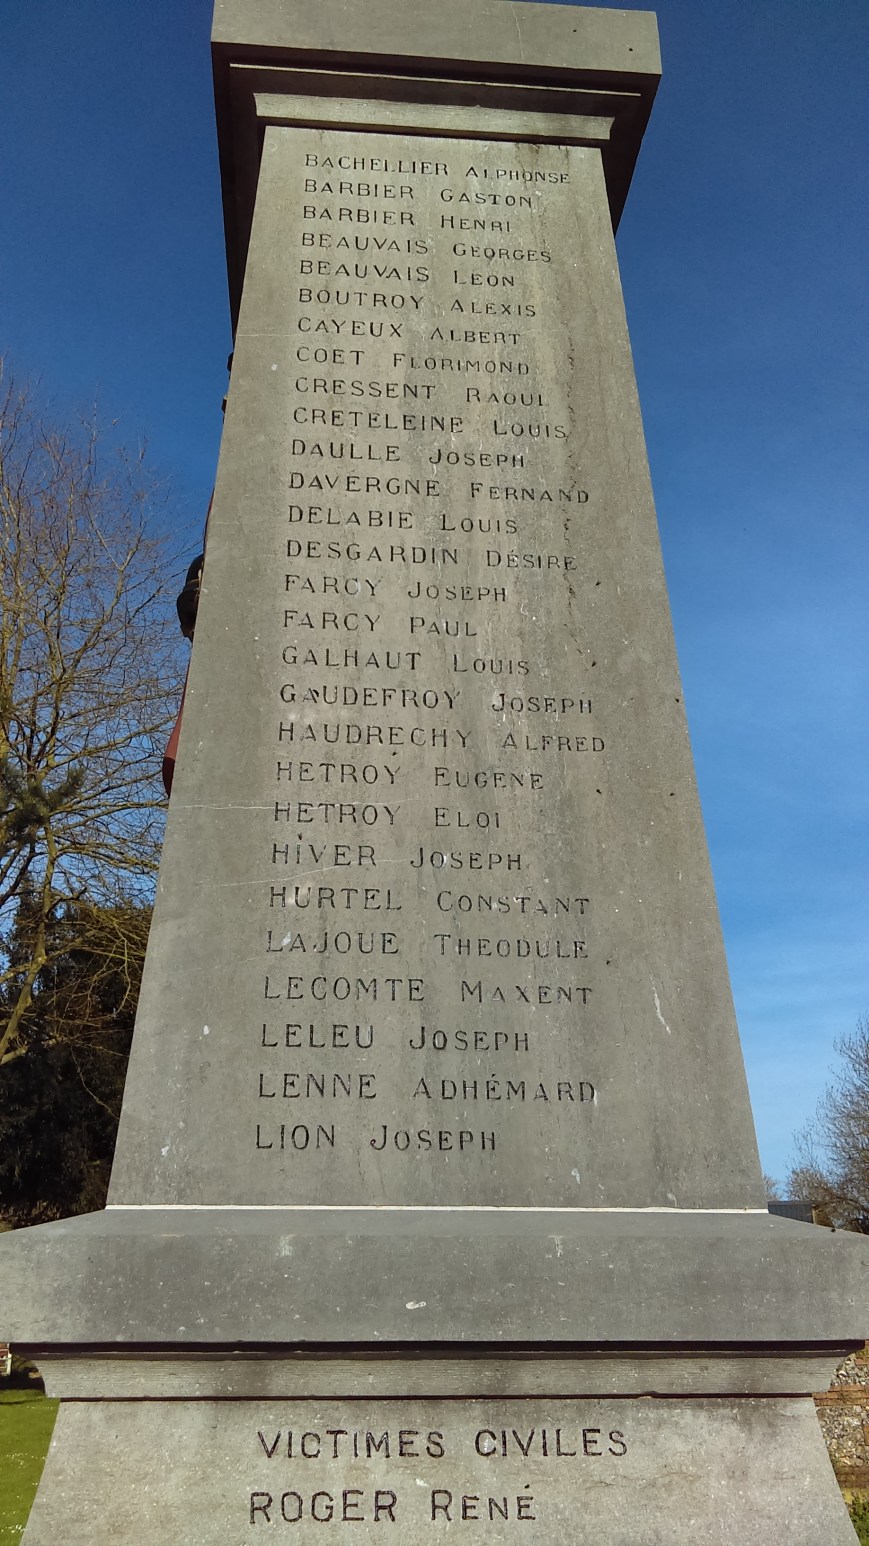 BACHELLIER ALPHONSE
BARBIER GASTON
BARBIER HENRI
BEAUVAIS GEORGES
BEAUVAIS LEON
BOUTROY ALEXIS
CAYEUX ALBERT
COET FLORIMOND
CRESSENT RAOUL
CRETELEINE LOUIS
DAULLE JOSEPH
DAVERGNE FERNAND
DELABIE LOUIS
DESGARDIN DÉSIRÉ
FARCY JOSEPH
FARCY PAUL
GALHAUT LOUIS
GAUDEFROY JOSEPH
HAUDRECHY ALFRED
HETROY EUGENE
HETROY ELOI
HIVER JOSEPH
HURTEL CONSTANT
LAJOUE THEODULE
LECOMTE MAXENT
LELEU JOSEPH
LENNE ADHÉMARD
LION JOSEPH
VICTIMES CIVILES
ROGER RENÉ